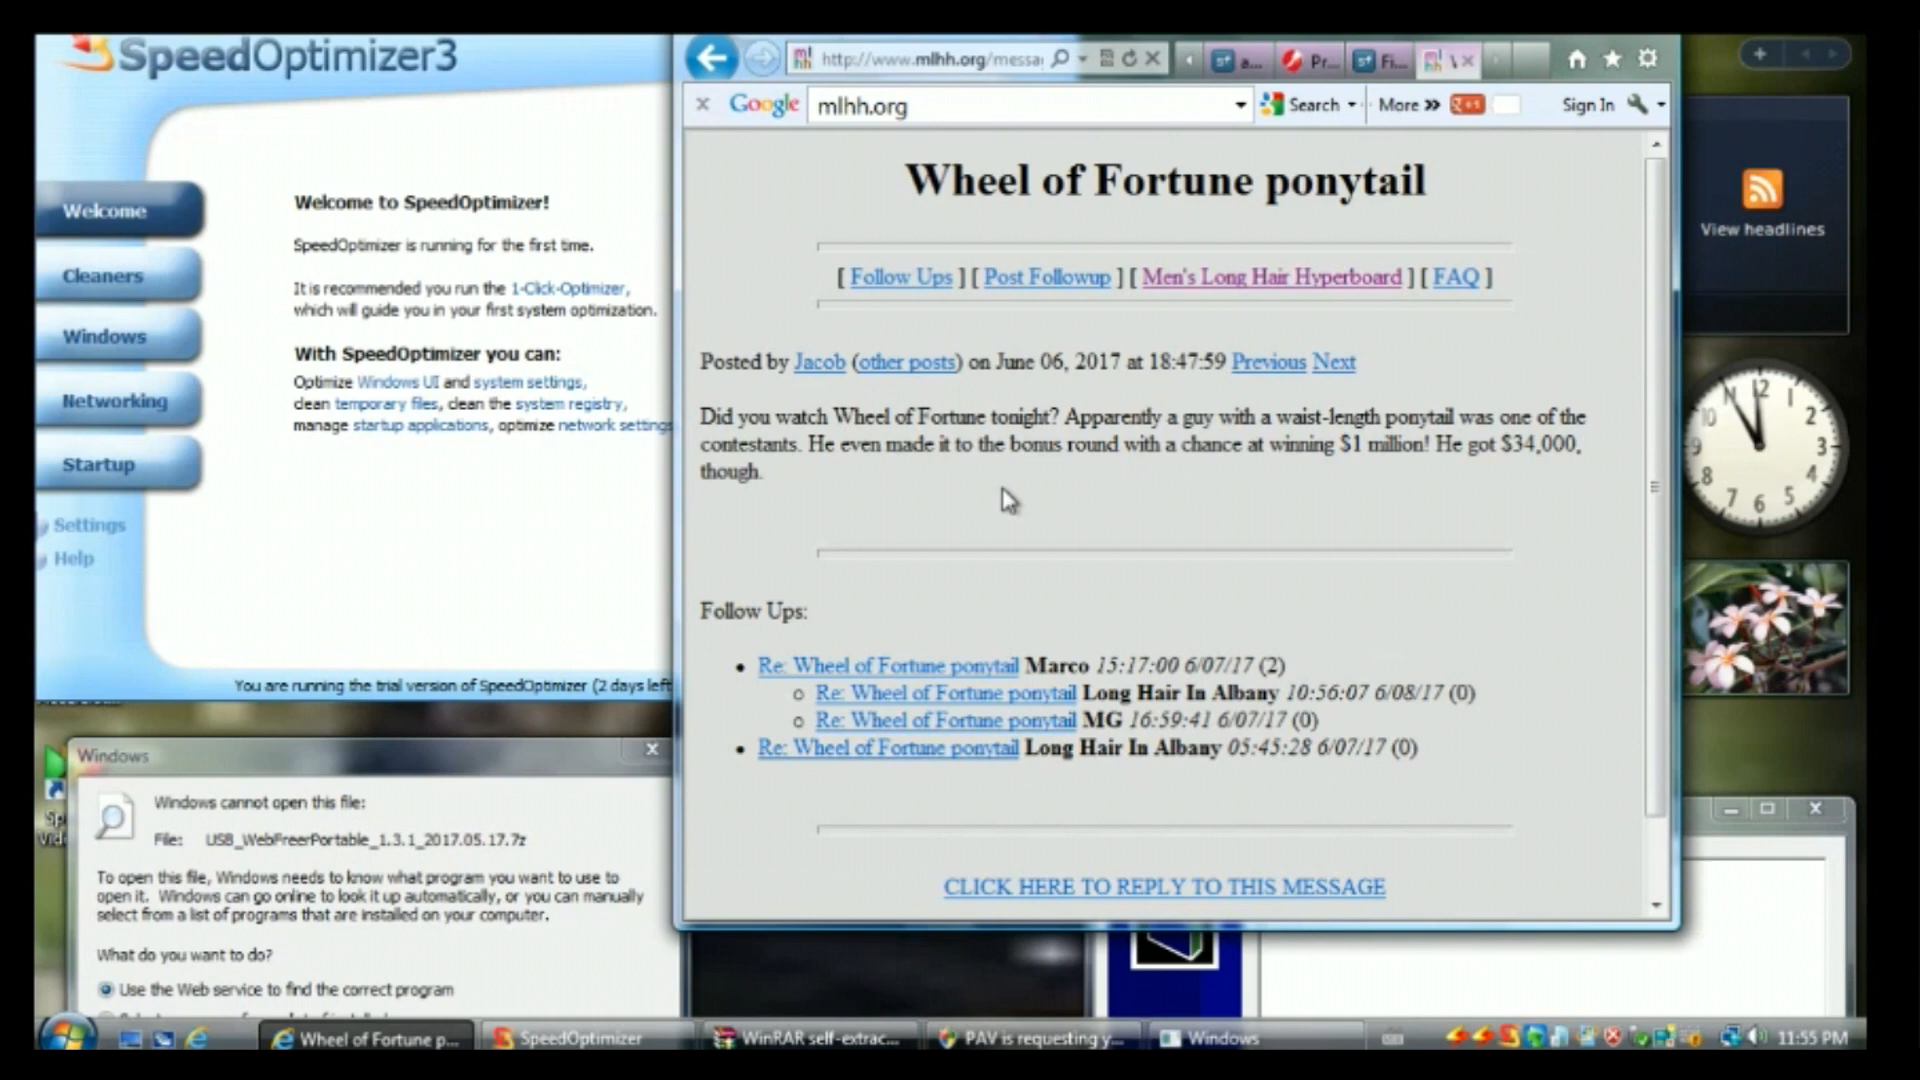 SpeedOptimizer3
Welcome
Cleaners
Windows
Networking
Startup
Settings
Help
Welcome to SpeedOptimizer!
SpeedOptimizer is running for the first time.
It is recommended you run the 1-Click-Optimizer,
which will guide you in your first system optimization.
With SpeedOptimizer you can:
Optimize Windows UI and system settings,
clean temporary files, clean the system registry,
manage startup applications, optimize network settings
You are running the trial version of SpeedOptimizer (2 days left
http://www.mlhh.org/messa
a...
Pr...
Fi...
Google
mlhh.org
Search
More »
Sign In
Wheel of Fortune ponytail
[ Follow Ups ] [ Post Followup ] [ Men's Long Hair Hyperboard ] [ FAQ ]
Posted by Jacob (other posts) on June 06, 2017 at 18:47:59 Previous Next
Did you watch Wheel of Fortune tonight? Apparently a guy with a waist-length ponytail was one of the
contestants. He even made it to the bonus round with a chance at winning $1 million! He got $34,000,
though.
Follow Ups:
Re: Wheel of Fortune ponytail Marco 15:17:00 6/07/17 (2)
Re: Wheel of Fortune ponytail Long Hair In Albany 10:56:07 6/08/17 (0)
Re: Wheel of Fortune ponytail MG 16:59:41 6/07/17 (0)
Re: Wheel of Fortune ponytail Long Hair In Albany 05:45:28 6/07/17 (0)
CLICK HERE TO REPLY TO THIS MESSAGE
View headlines
12
1
2
3
4
5
6
7
8
9
10
11
Windows
Windows cannot open this file:
File: USB_WebFreerPortable_1.3.1_2017.05.17.7z
To open this file, Windows needs to know what program you want to use to
open it. Windows can go online to look it up automatically, or you can manually
select from a list of programs that are installed on your computer.
What do you want to do?
Use the Web service to find the correct program
Wheel of Fortune p...
SpeedOptimizer
WinRAR self-extrac...
PAV is requesting y...
Windows
11:55 PM